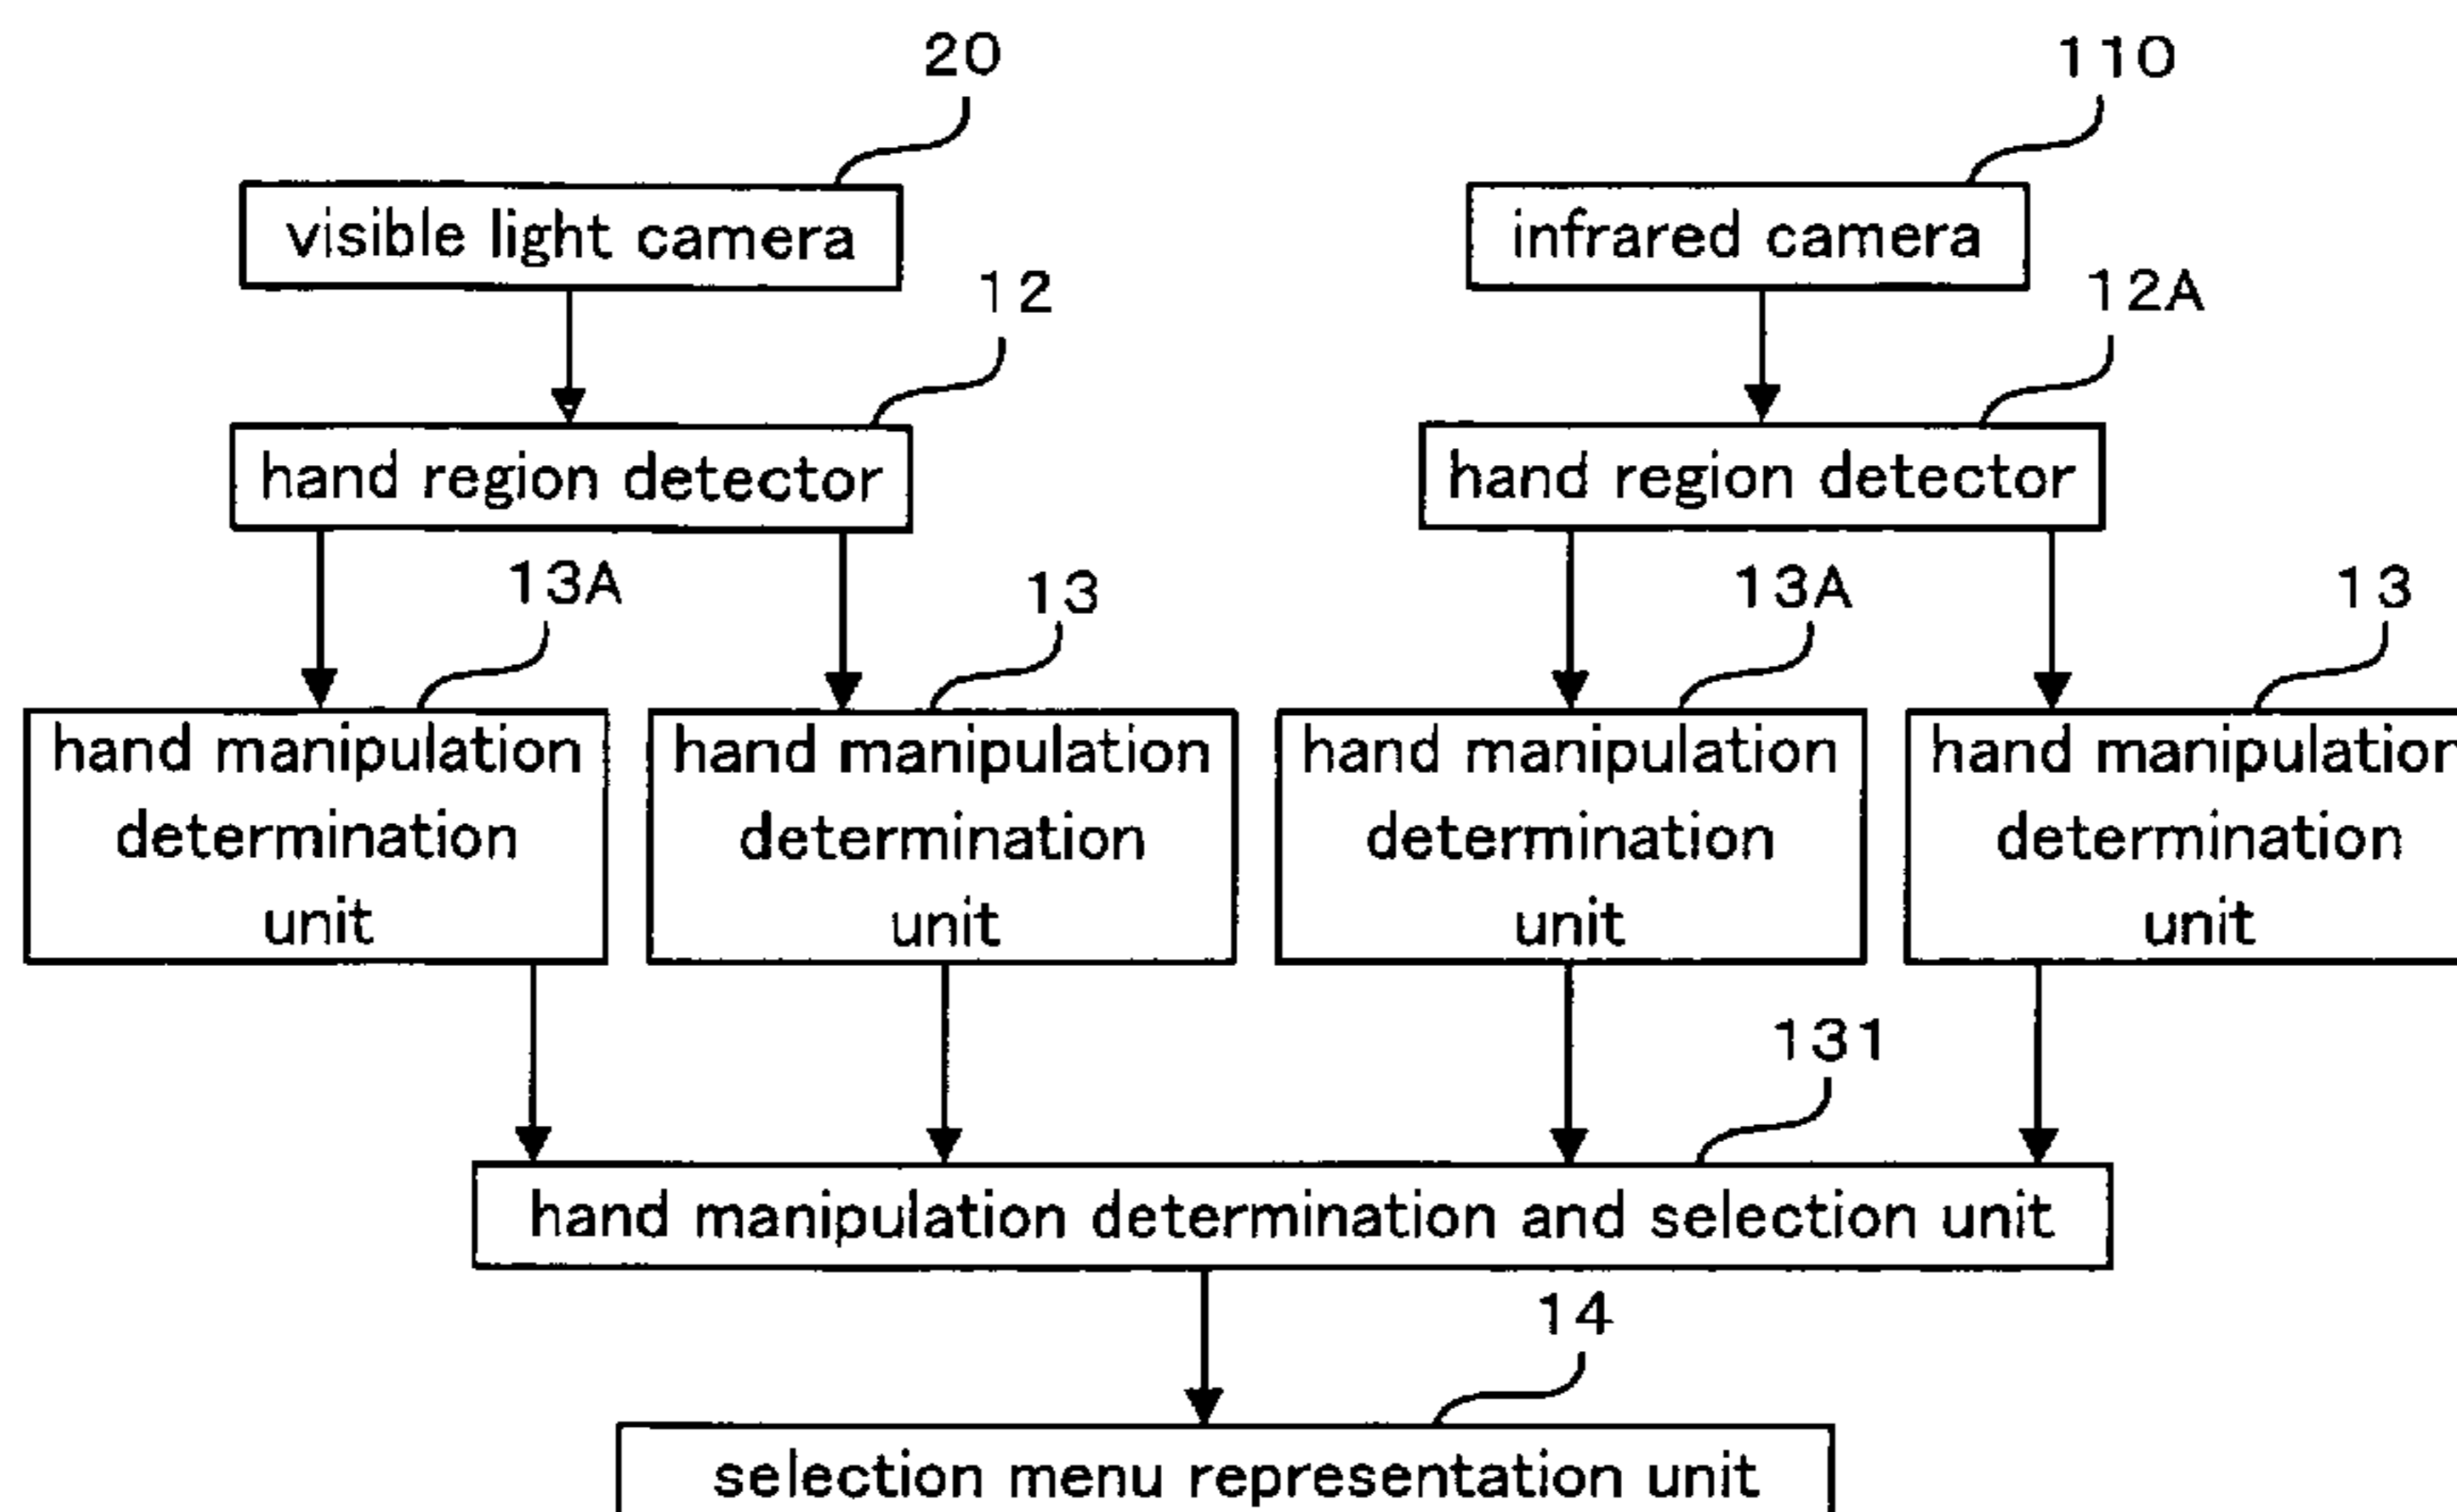 20
110
visible light camera
infrared camera
12
12A
hand region detector
hand region detector
13A
13
13A
13
hand manipulation
determination
unit
hand manipulation
determination
unit
hand manipulation
determination
unit
hand manipulation
determination
unit
131
hand manipulation determination and selection unit
14
selection menu representation unit